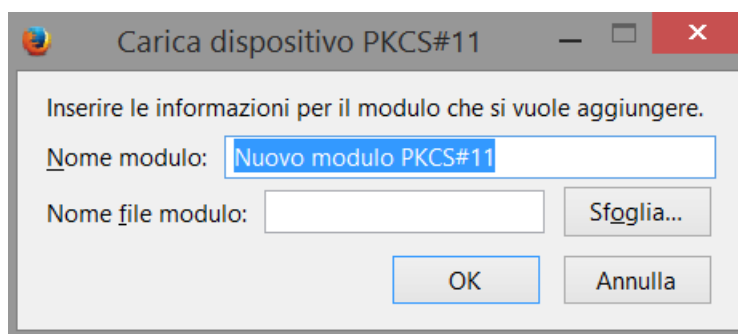 Carica dispositivo PKCS#11
Inserire le informazioni per il modulo che si vuole aggiungere.
Nome modulo: Nuovo modulo PKCS#11
Nome file modulo: Sfoglia...
OK Annulla